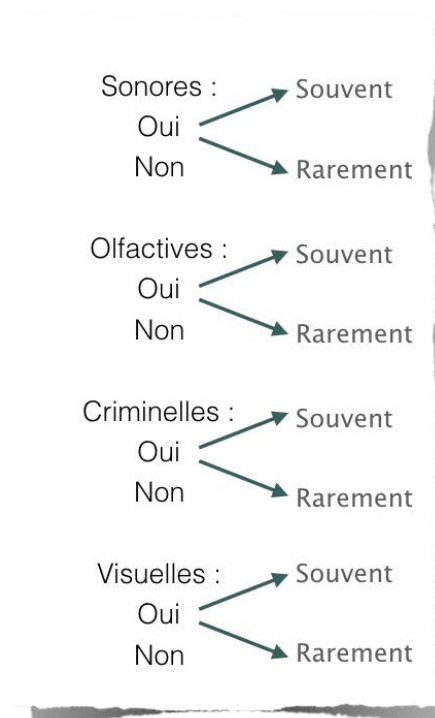 Sonores :
Souvent
Oui
Non
Rarement
Olfactives :
Souvent
Oui
Non
Rarement
Criminelles :
Souvent
Oui
Non
Rarement
Visuelles :
Souvent
Oui
Non
Rarement